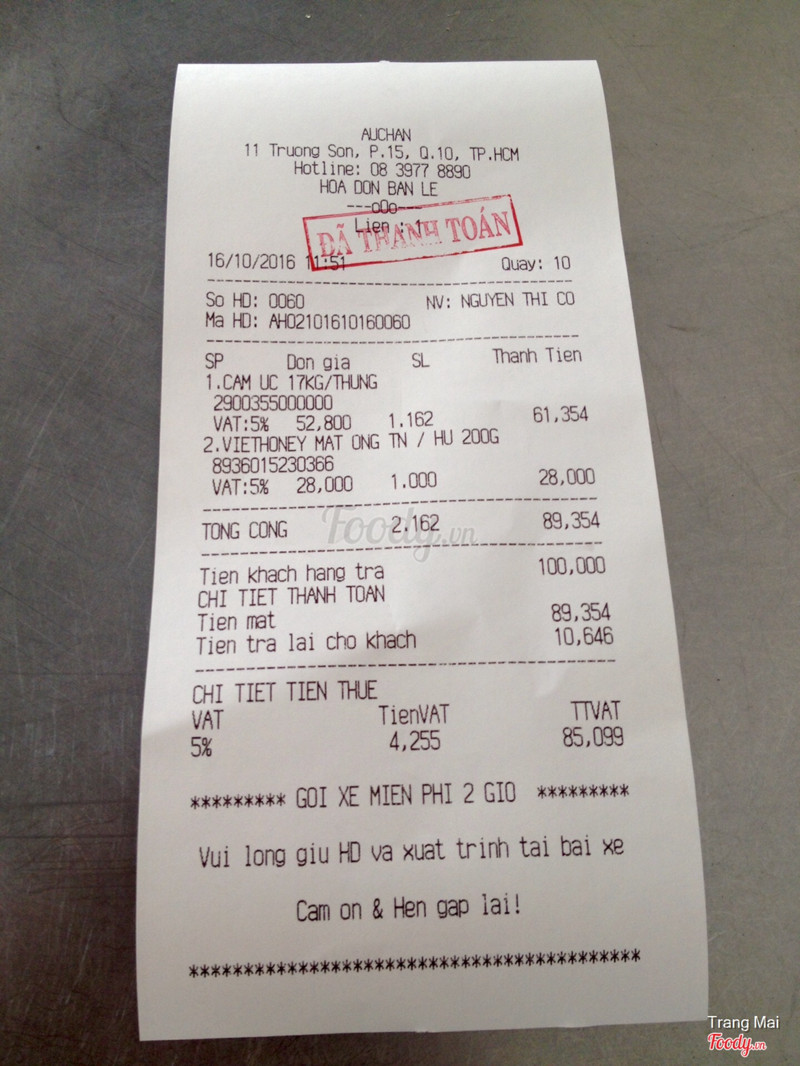 AUCHAN
11 Truong Son, P.15, Q.10, TP.HCM
Hotline: 08 3977 8890
HOA DON BAN LE
---oOo---
Lien : 1
ĐÃ THANH TOÁN
16/10/2016 11:51 Quay: 10
So HD: 0060 NV: NGUYEN THI CO
Ma HD: AH02101610160060
SP Don gia SL Thanh Tien
1.CAM UC 17KG/THUNG
2900355000000
VAT:5% 52,800 1.162 61,354
2.VIETHONEY MAT ONG TN / HU 200G
8936015230366
VAT:5% 28,000 1.000 28,000
TONG CONG 2.162 89,354
Foody.vn
Tien khach hang tra 100,000
CHI TIET THANH TOAN
Tien mat 89,354
Tien tra lai cho khach 10,646
CHI TIET TIEN THUE
VAT TienVAT TTVAT
5% 4,255 85,099
********* GOI XE MIEN PHI 2 GIO *********
Vui long giu HD va xuat trinh tai bai xe
Cam on & Hen gap lai!
*****************************************
Trang Mai
Foody.vn